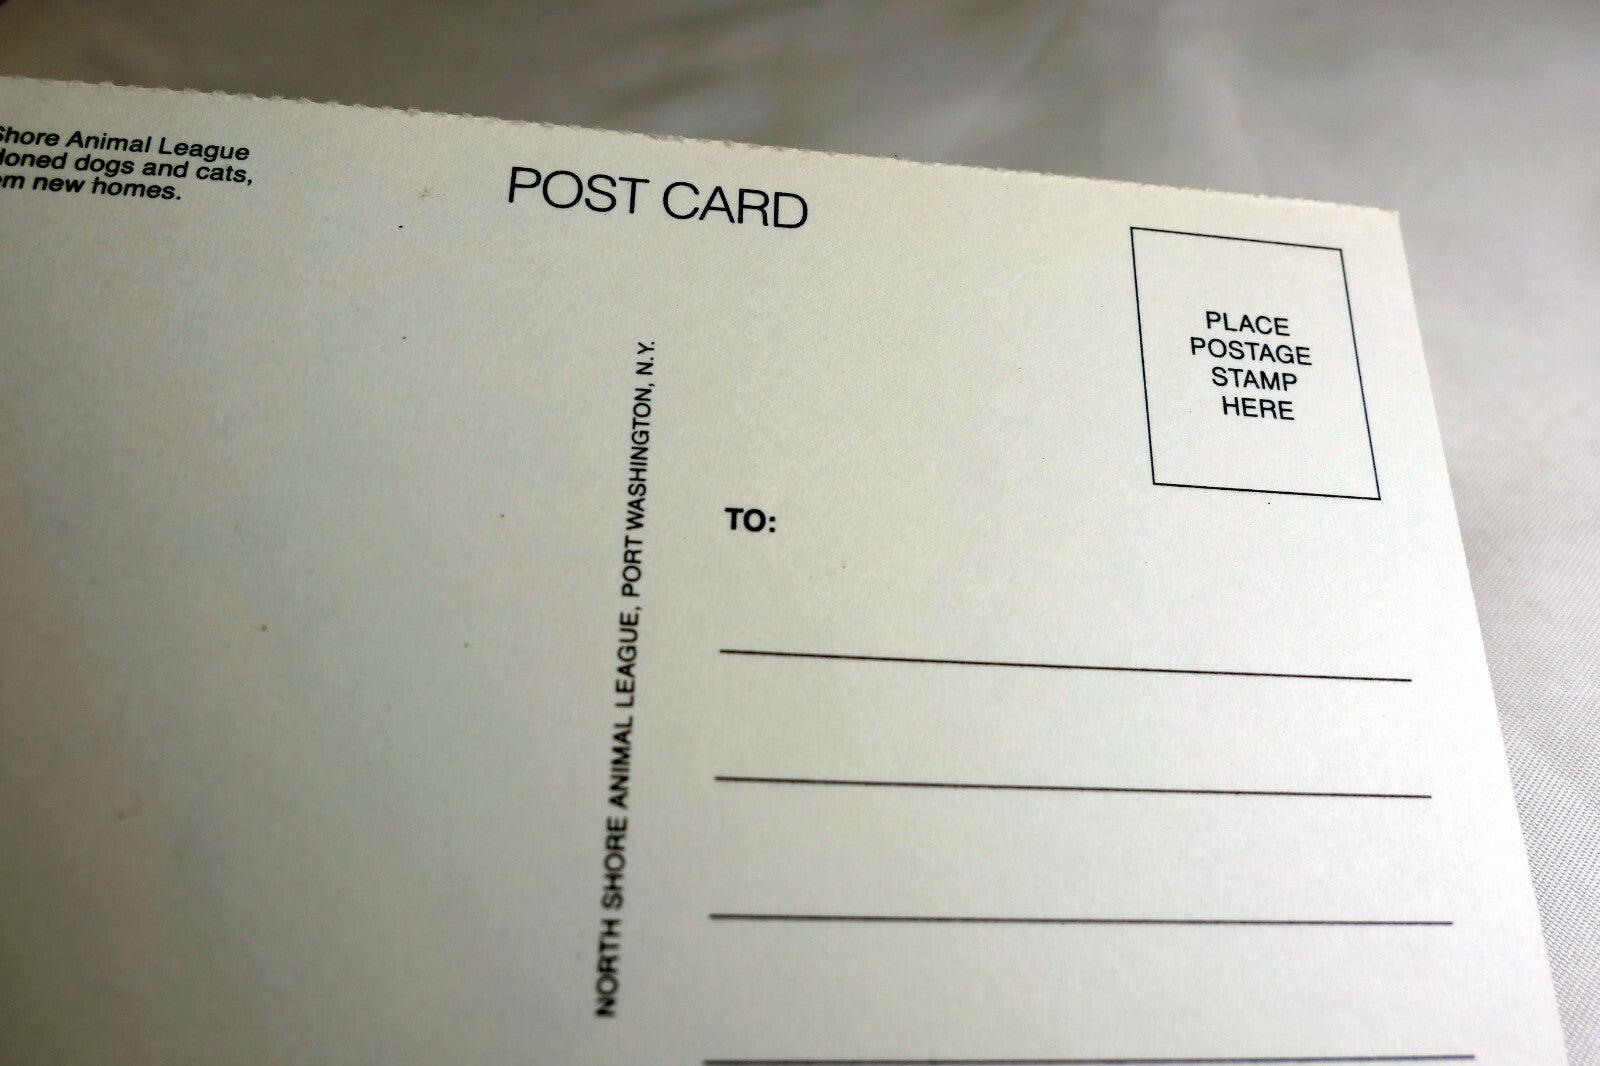 Shore Animal League
doned dogs and cats,
em new homes.
POST CARD
PLACE
POSTAGE
STAMP
HERE
NORTH SHORE ANIMAL LEAGUE, PORT WASHINGTON, N.Y.
TO: